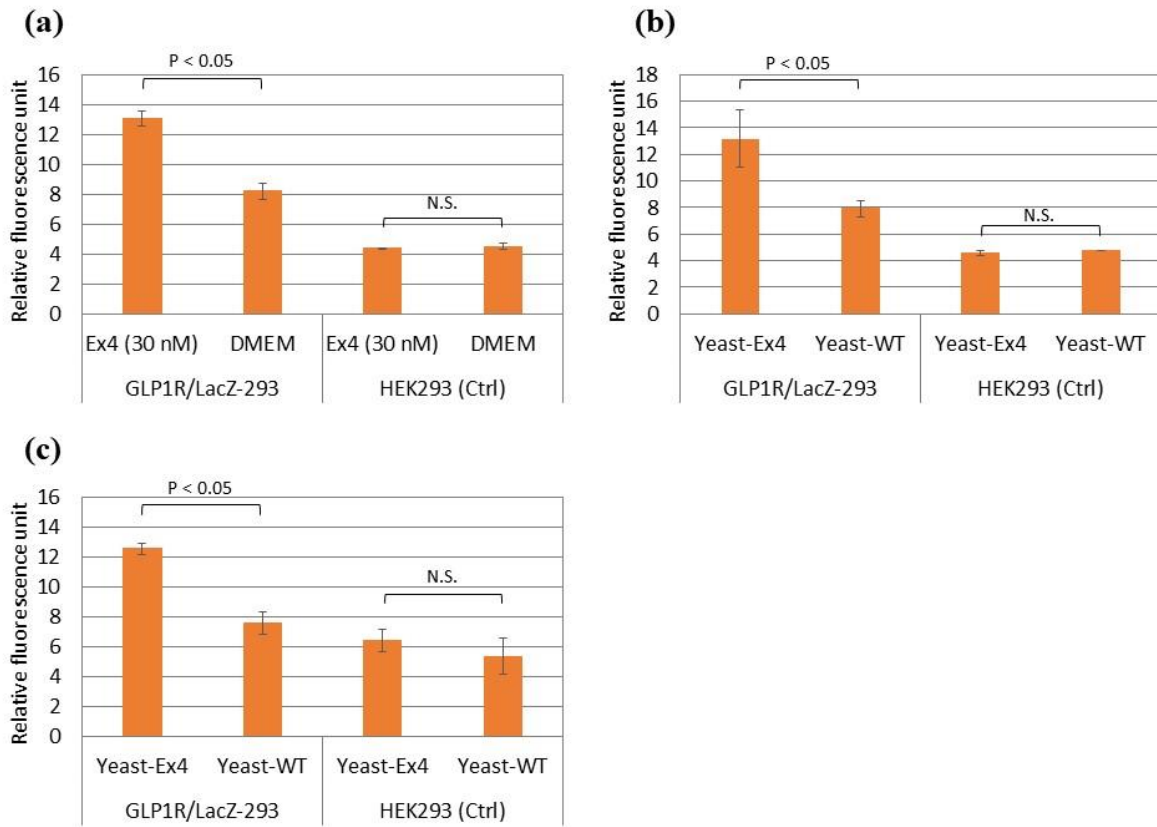 (a)
P < 0.05
N.S.
Relative fluorescence unit
16
14
12
10
8
6
4
2
0
Ex4 (30 nM) DMEM Ex4 (30 nM) DMEM
GLP1R/LacZ-293 HEK293 (Ctrl)
(b)
P < 0.05
N.S.
Relative fluorescence unit
18
16
14
12
10
8
6
4
2
0
Yeast-Ex4 Yeast-WT Yeast-Ex4 Yeast-WT
GLP1R/LacZ-293 HEK293 (Ctrl)
(c)
P < 0.05
N.S.
Relative fluorescence unit
16
14
12
10
8
6
4
2
0
Yeast-Ex4 Yeast-WT Yeast-Ex4 Yeast-WT
GLP1R/LacZ-293 HEK293 (Ctrl)